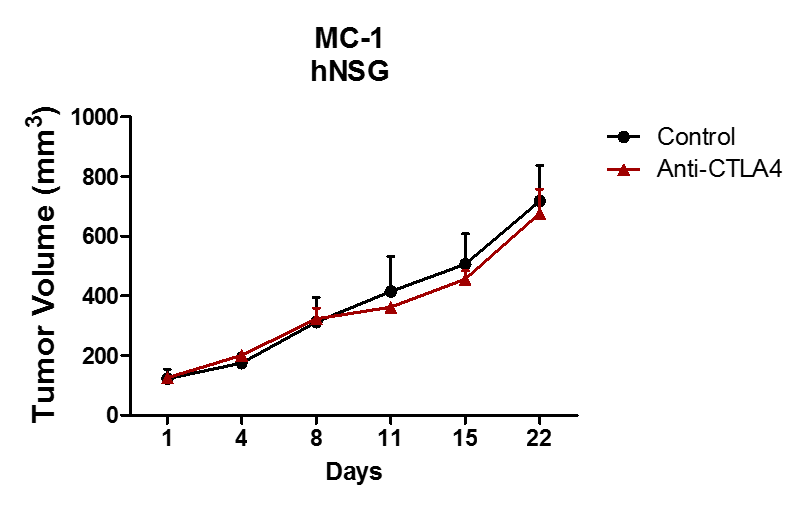 MC-1
hNSG
Tumor Volume (mm³)
1000
800
600
400
200
0
1 4 8 11 15 22
Days
Control
Anti-CTLA4